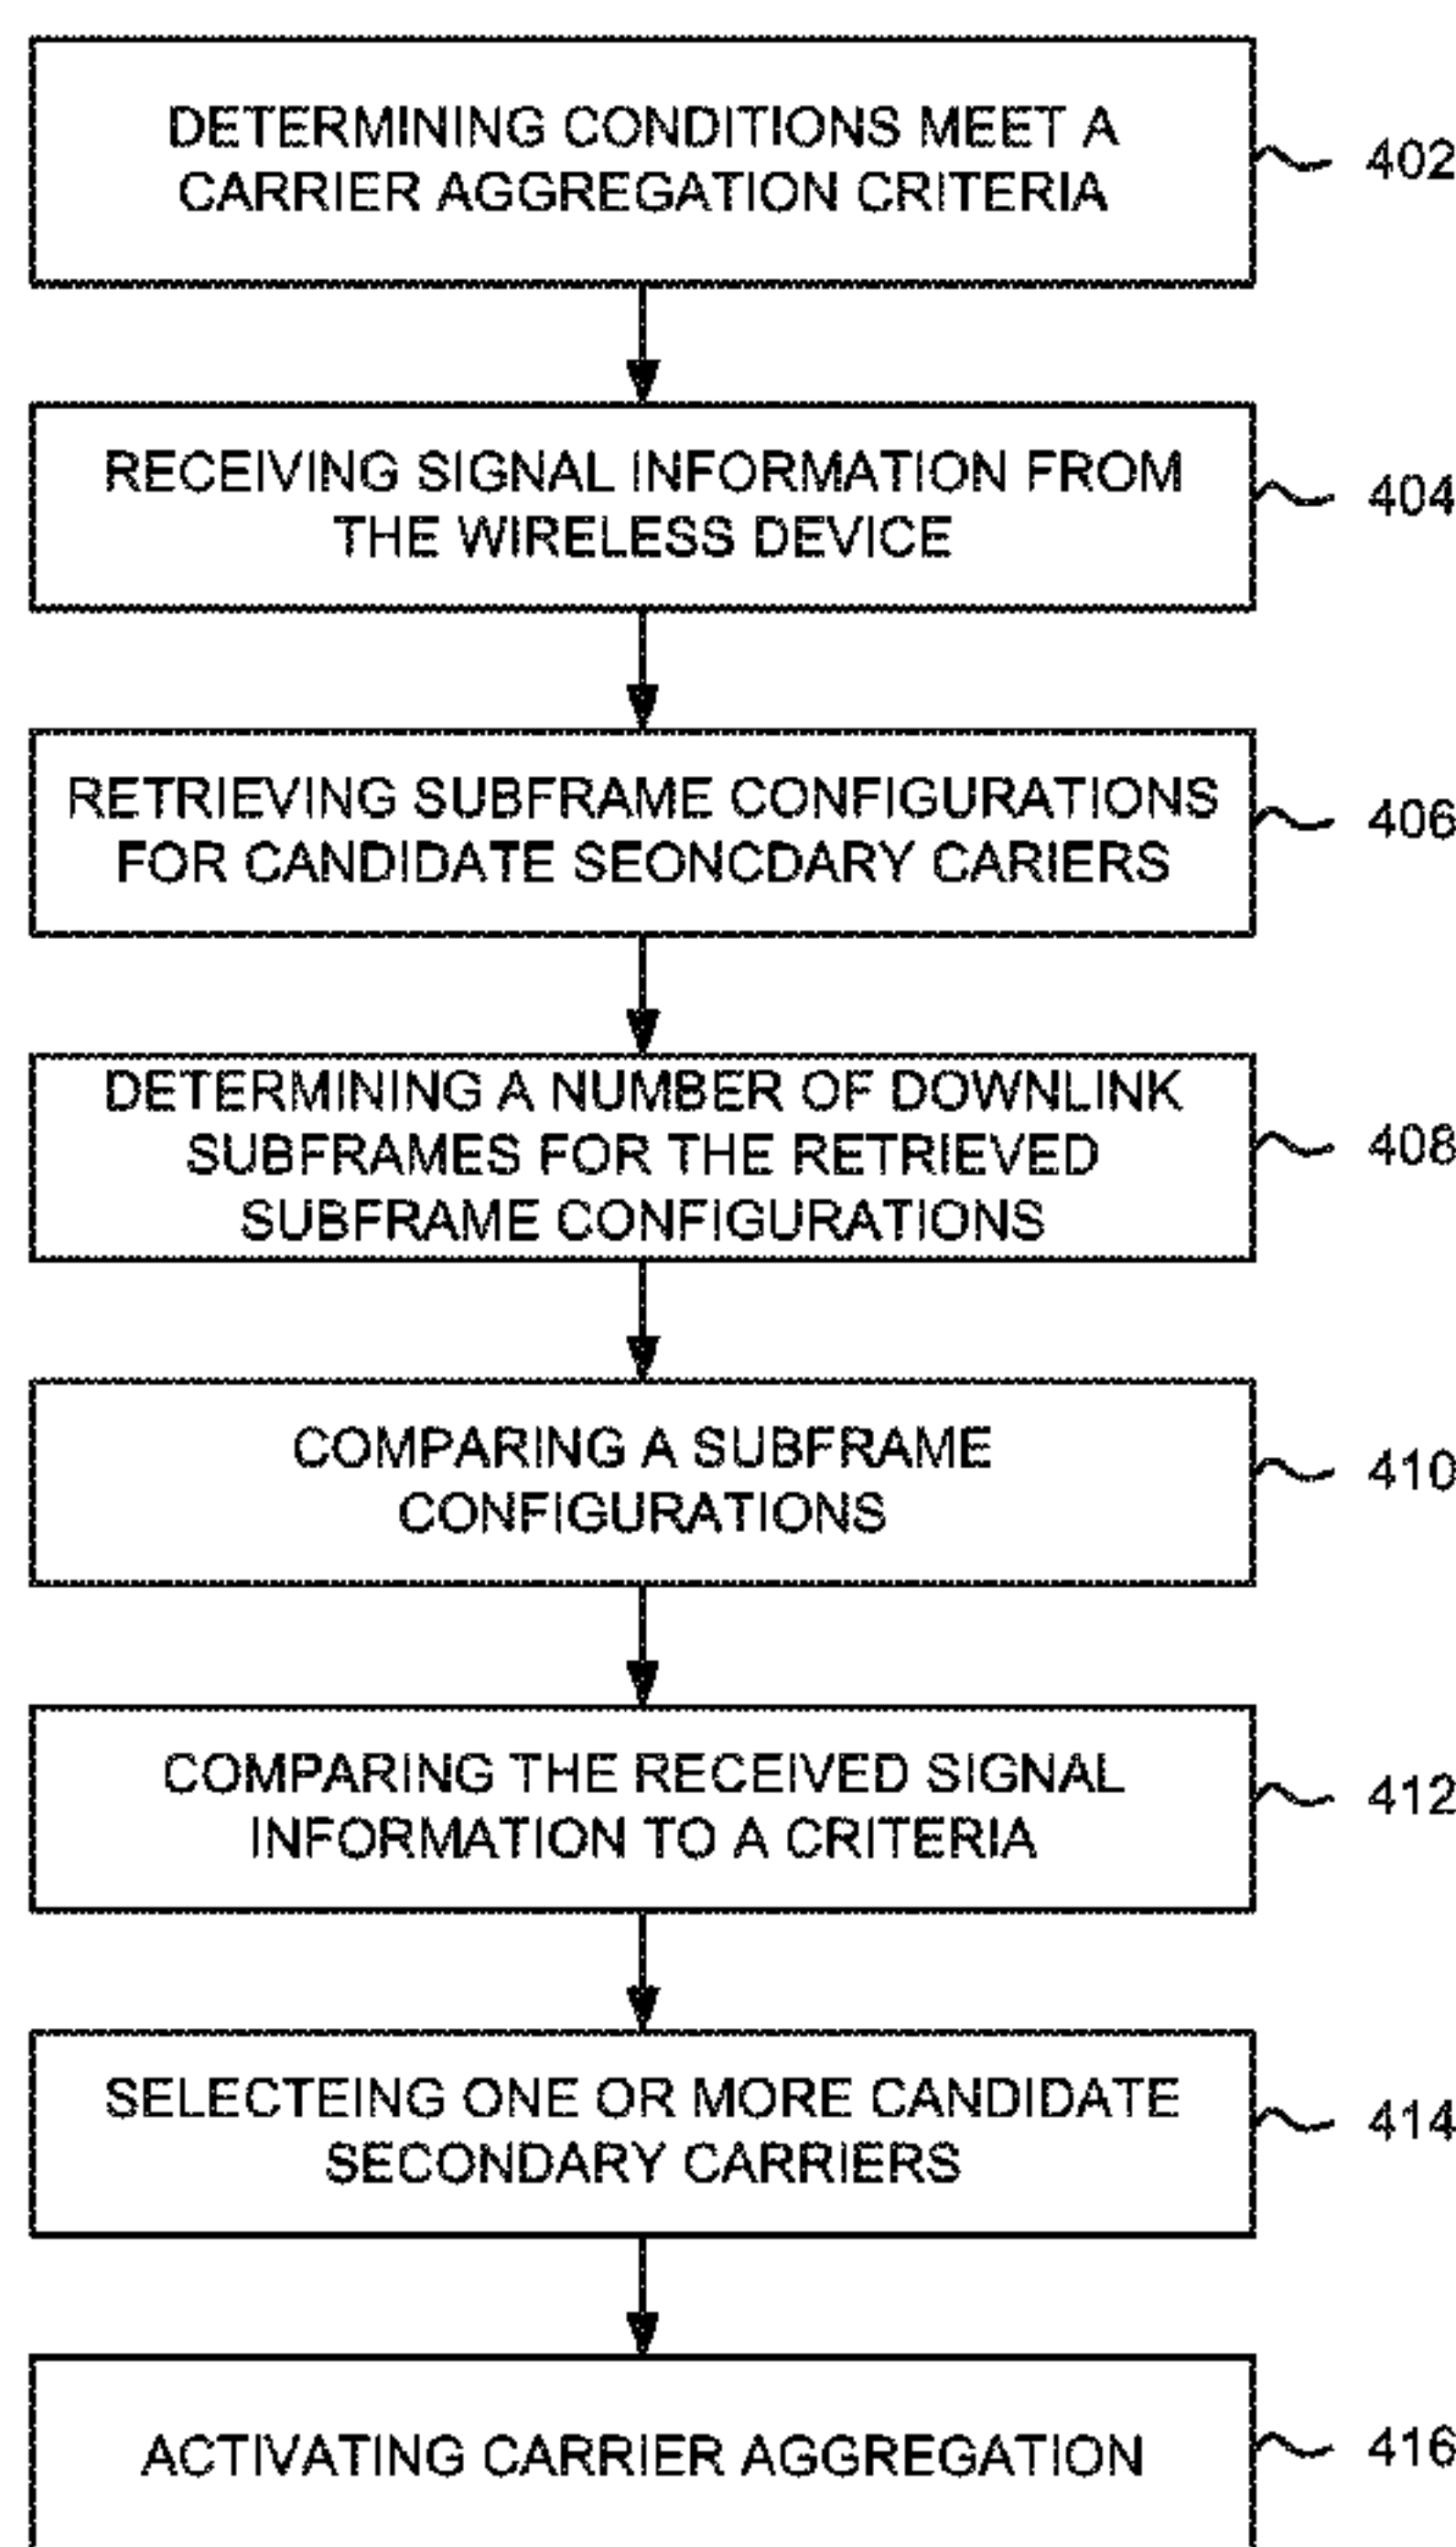 DETERMINING CONDITIONS MEET A
CARRIER AGGREGATION CRITERIA
402
RECEIVING SIGNAL INFORMATION FROM
THE WIRELESS DEVICE
404
RETRIEVING SUBFRAME CONFIGURATIONS
FOR CANDIDATE SEONCDARY CARIERS
406
DETERMINING A NUMBER OF DOWNLINK
SUBFRAMES FOR THE RETRIEVED
SUBFRAME CONFIGURATIONS
408
COMPARING A SUBFRAME
CONFIGURATIONS
410
COMPARING THE RECEIVED SIGNAL
INFORMATION TO A CRITERIA
412
SELECTEING ONE OR MORE CANDIDATE
SECONDARY CARRIERS
414
ACTIVATING CARRIER AGGREGATION
416